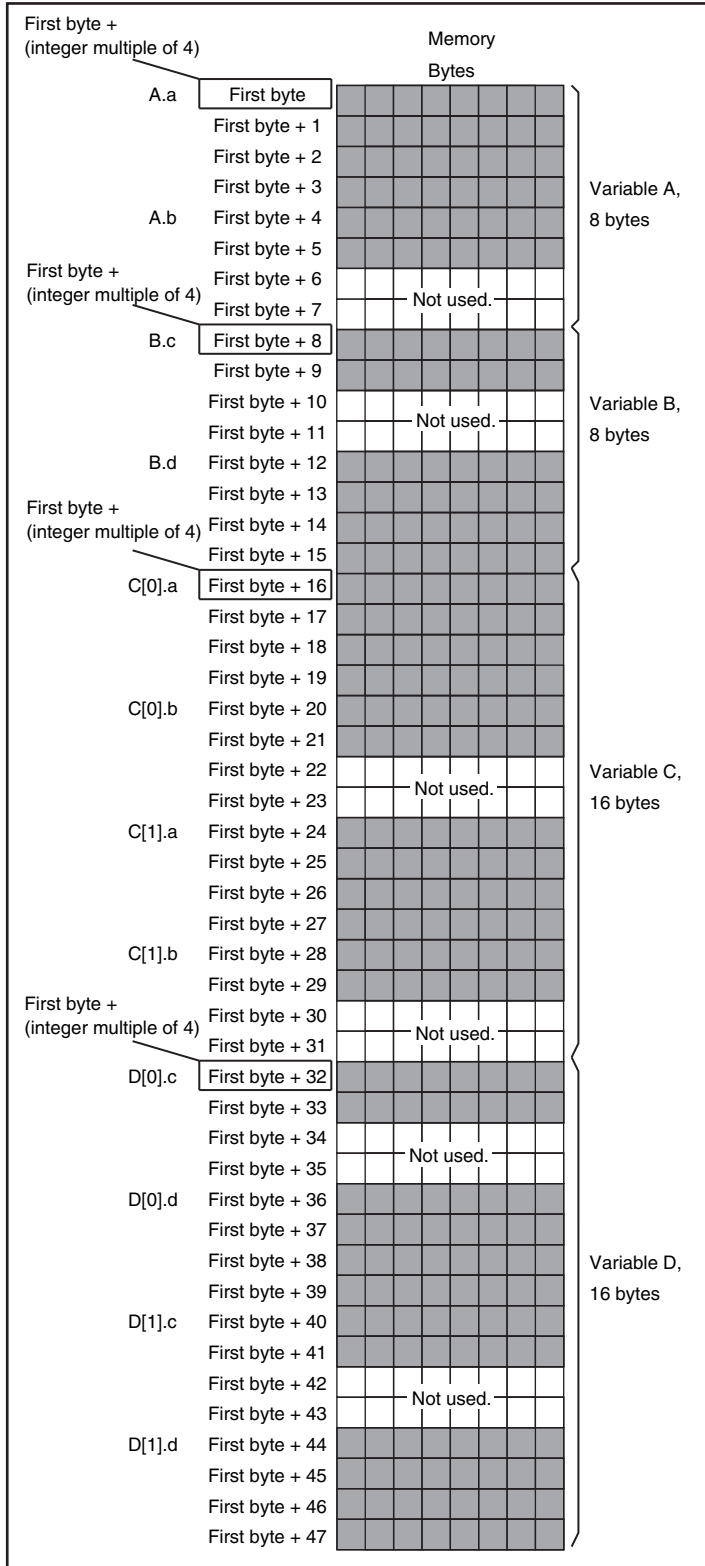 First byte +
(integer multiple of 4)
Memory
Bytes
A.a First byte
First byte + 1
First byte + 2
First byte + 3
Variable A,
8 bytes
A.b First byte + 4
First byte + 5
First byte +
(integer multiple of 4)
First byte + 6
First byte + 7
Not used.
B.c First byte + 8
First byte + 9
First byte + 10
First byte + 11
Not used.
Variable B,
8 bytes
B.d First byte + 12
First byte + 13
First byte +
(integer multiple of 4)
First byte + 14
First byte + 15
C[0].a First byte + 16
First byte + 17
First byte + 18
First byte + 19
C[0].b First byte + 20
First byte + 21
First byte + 22
First byte + 23
Not used.
Variable C,
16 bytes
C[1].a First byte + 24
First byte + 25
First byte + 26
First byte + 27
C[1].b First byte + 28
First byte + 29
First byte +
(integer multiple of 4)
First byte + 30
First byte + 31
Not used.
D[0].c First byte + 32
First byte + 33
First byte + 34
First byte + 35
Not used.
D[0].d First byte + 36
First byte + 37
First byte + 38
First byte + 39
Variable D,
16 bytes
D[1].c First byte + 40
First byte + 41
First byte + 42
First byte + 43
Not used.
D[1].d First byte + 44
First byte + 45
First byte + 46
First byte + 47